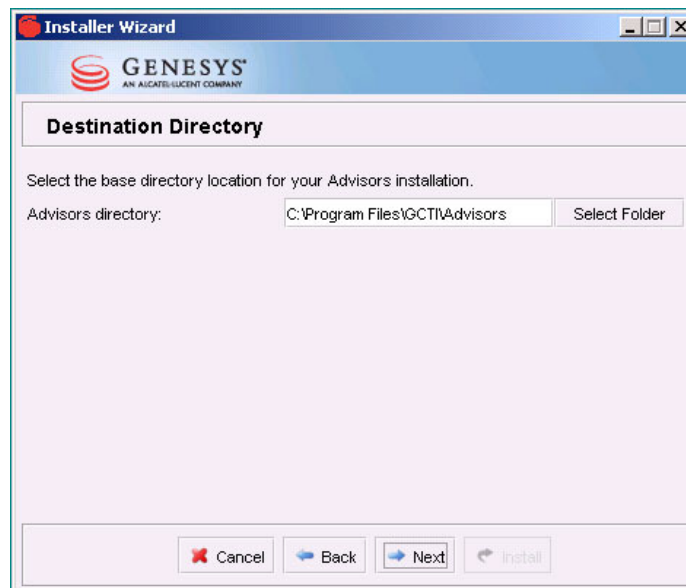 Installer Wizard
GENESYS
AN ALCATEL-LUCENT COMPANY
Destination Directory
Select the base directory location for your Advisors installation.
Advisors directory: C:\Program Files\GCTI\Advisors Select Folder
Cancel Back Next Install